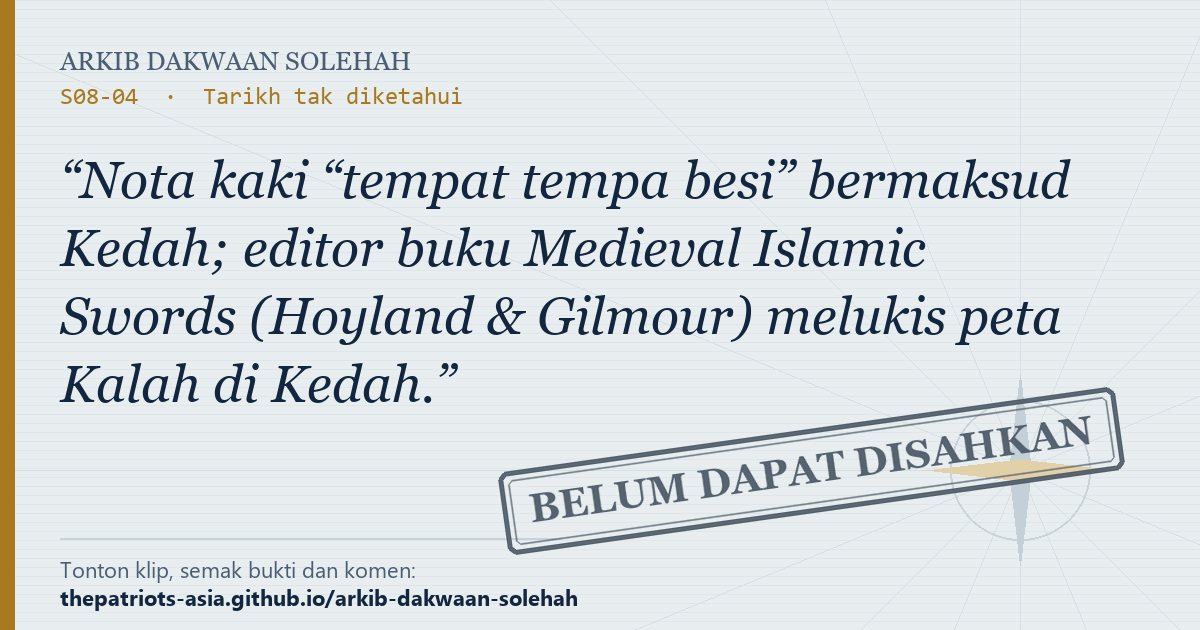 ARKIB DAKWAAN SOLEHAH
S08-04 · Tarikh tak diketahui
“Nota kaki “tempat tempa besi” bermaksud
Kedah; editor buku Medieval Islamic
Swords (Hoyland & Gilmour) melukis peta
Kalah di Kedah.”
BELUM DAPAT DISAHKAN
Tonton klip, semak bukti dan komen:
thepatriots-asia.github.io/arkib-dakwaan-solehah